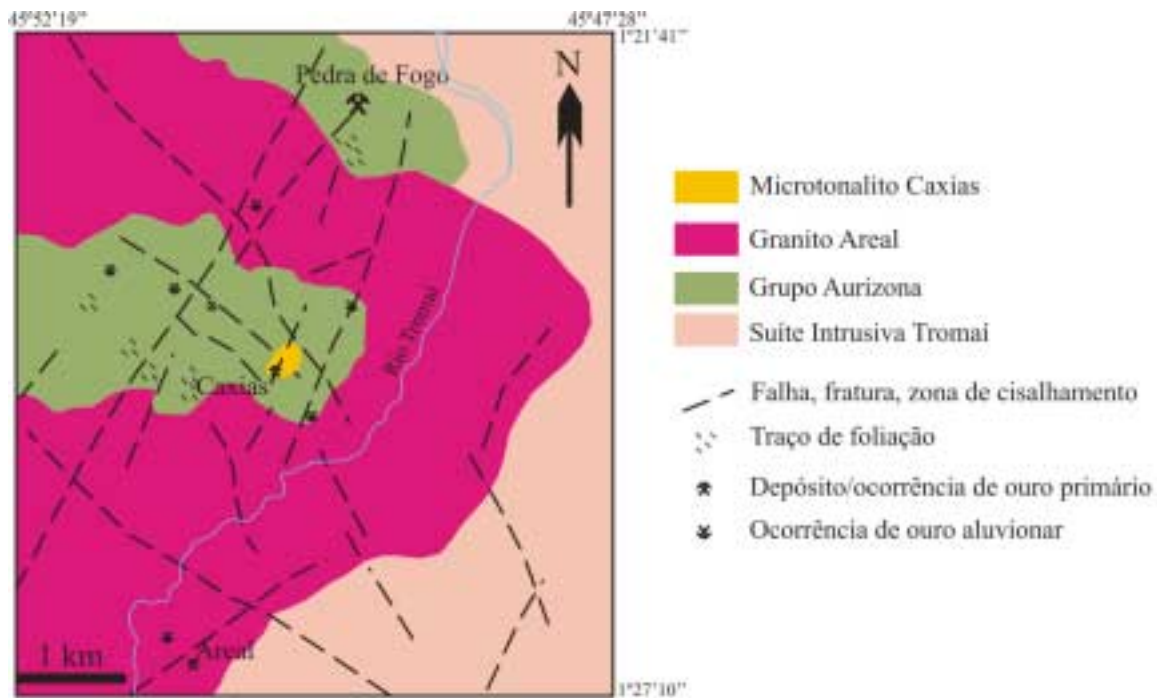 45°52'19" 45°47'28"
1°21'41"
Pedra de Fogo
N
Rio Tromaí
Caxias
Areal
1 km
1°27'10"
Microtonalito Caxias
Granito Areal
Grupo Aurizona
Suíte Intrusiva Tromaí
Falha, fratura, zona de cisalhamento
Traço de foliação
Depósito/ocorrência de ouro primário
Ocorrência de ouro aluvionar